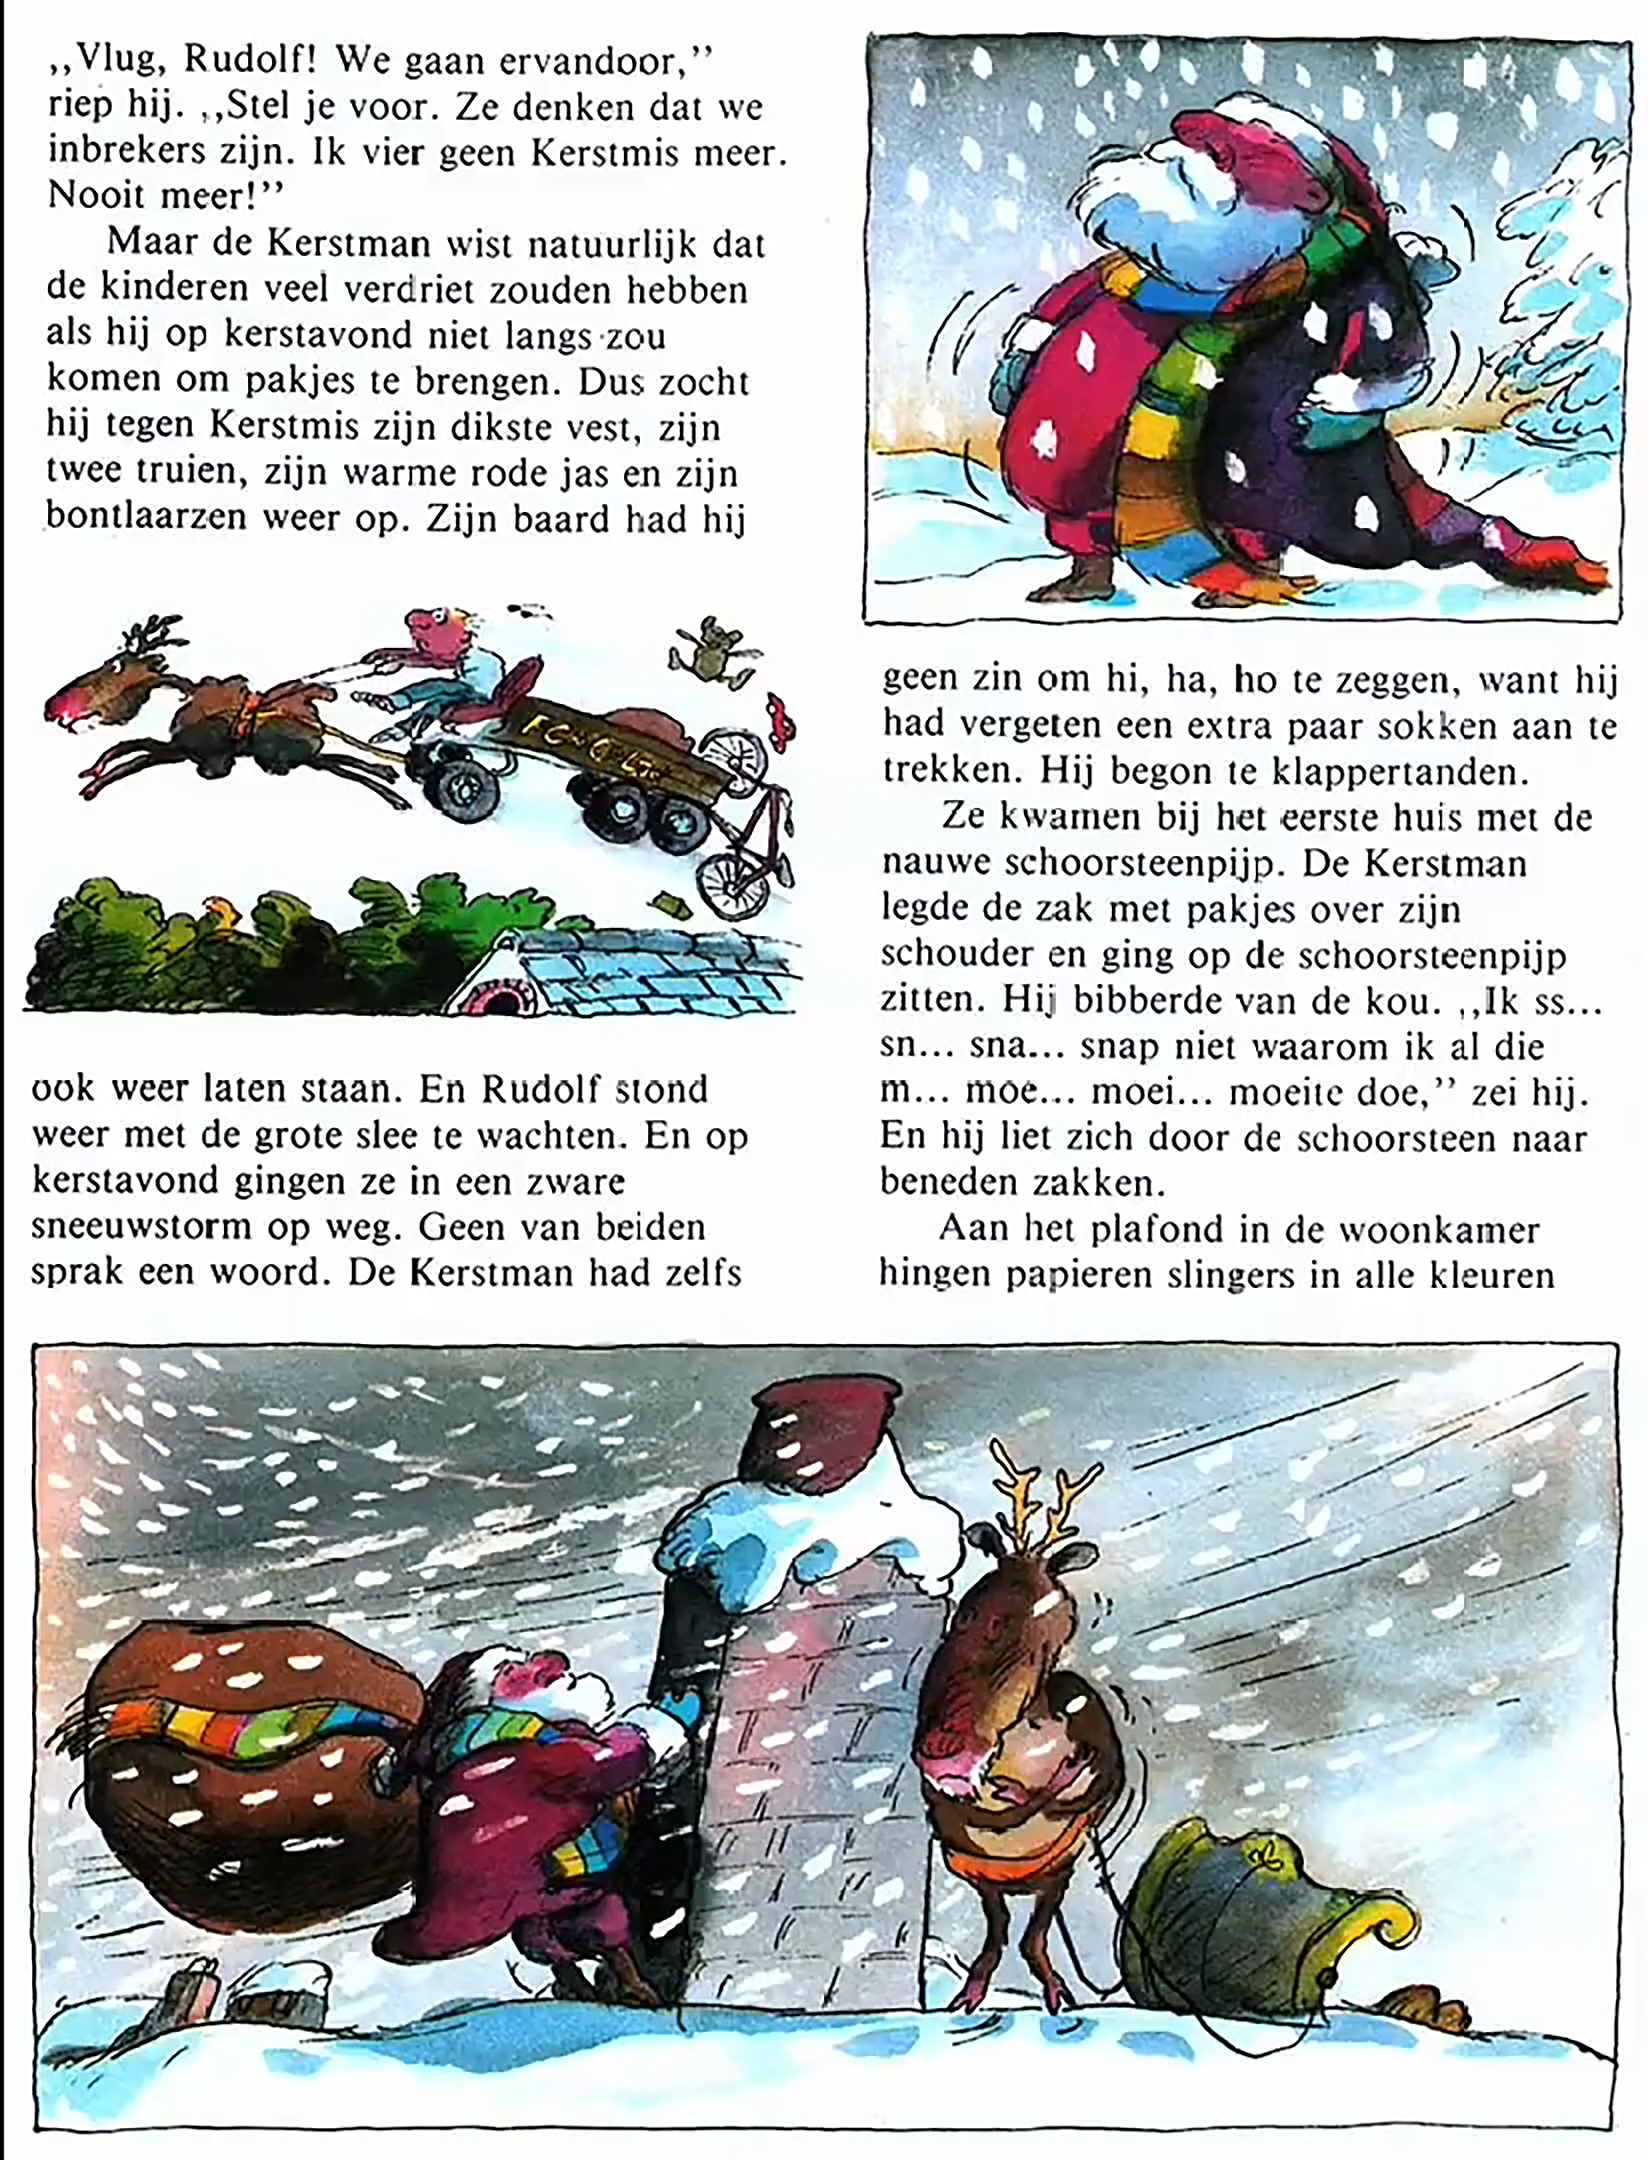 ,,Vlug, Rudolf! We gaan ervandoor,’’
riep hij. ,,Stel je voor. Ze denken dat we
inbrekers zijn. Ik vier geen Kerstmis meer.
Nooit meer!’’
Maar de Kerstman wist natuurlijk dat
de kinderen veel verdriet zouden hebben
als hij op kerstavond niet langs zou
komen om pakjes te brengen. Dus zocht
hij tegen Kerstmis zijn dikste vest, zijn
twee truien, zijn warme rode jas en zijn
bontlaarzen weer op. Zijn baard had hij
ook weer laten staan. En Rudolf stond
weer met de grote slee te wachten. En op
kerstavond gingen ze in een zware
sneeuwstorm op weg. Geen van beiden
sprak een woord. De Kerstman had zelfs
geen zin om hi, ha, ho te zeggen, want hij
had vergeten een extra paar sokken aan te
trekken. Hij begon te klappertanden.
Ze kwamen bij het eerste huis met de
nauwe schoorsteenpijp. De Kerstman
legde de zak met pakjes over zijn
schouder en ging op de schoorsteenpijp
zitten. Hij bibberde van de kou. ,,Ik ss...
sn... sna... snap niet waarom ik al die
m... moe... moei... moeite doe,’’ zei hij.
En hij liet zich door de schoorsteen naar
beneden zakken.
Aan het plafond in de woonkamer
hingen papieren slingers in alle kleuren